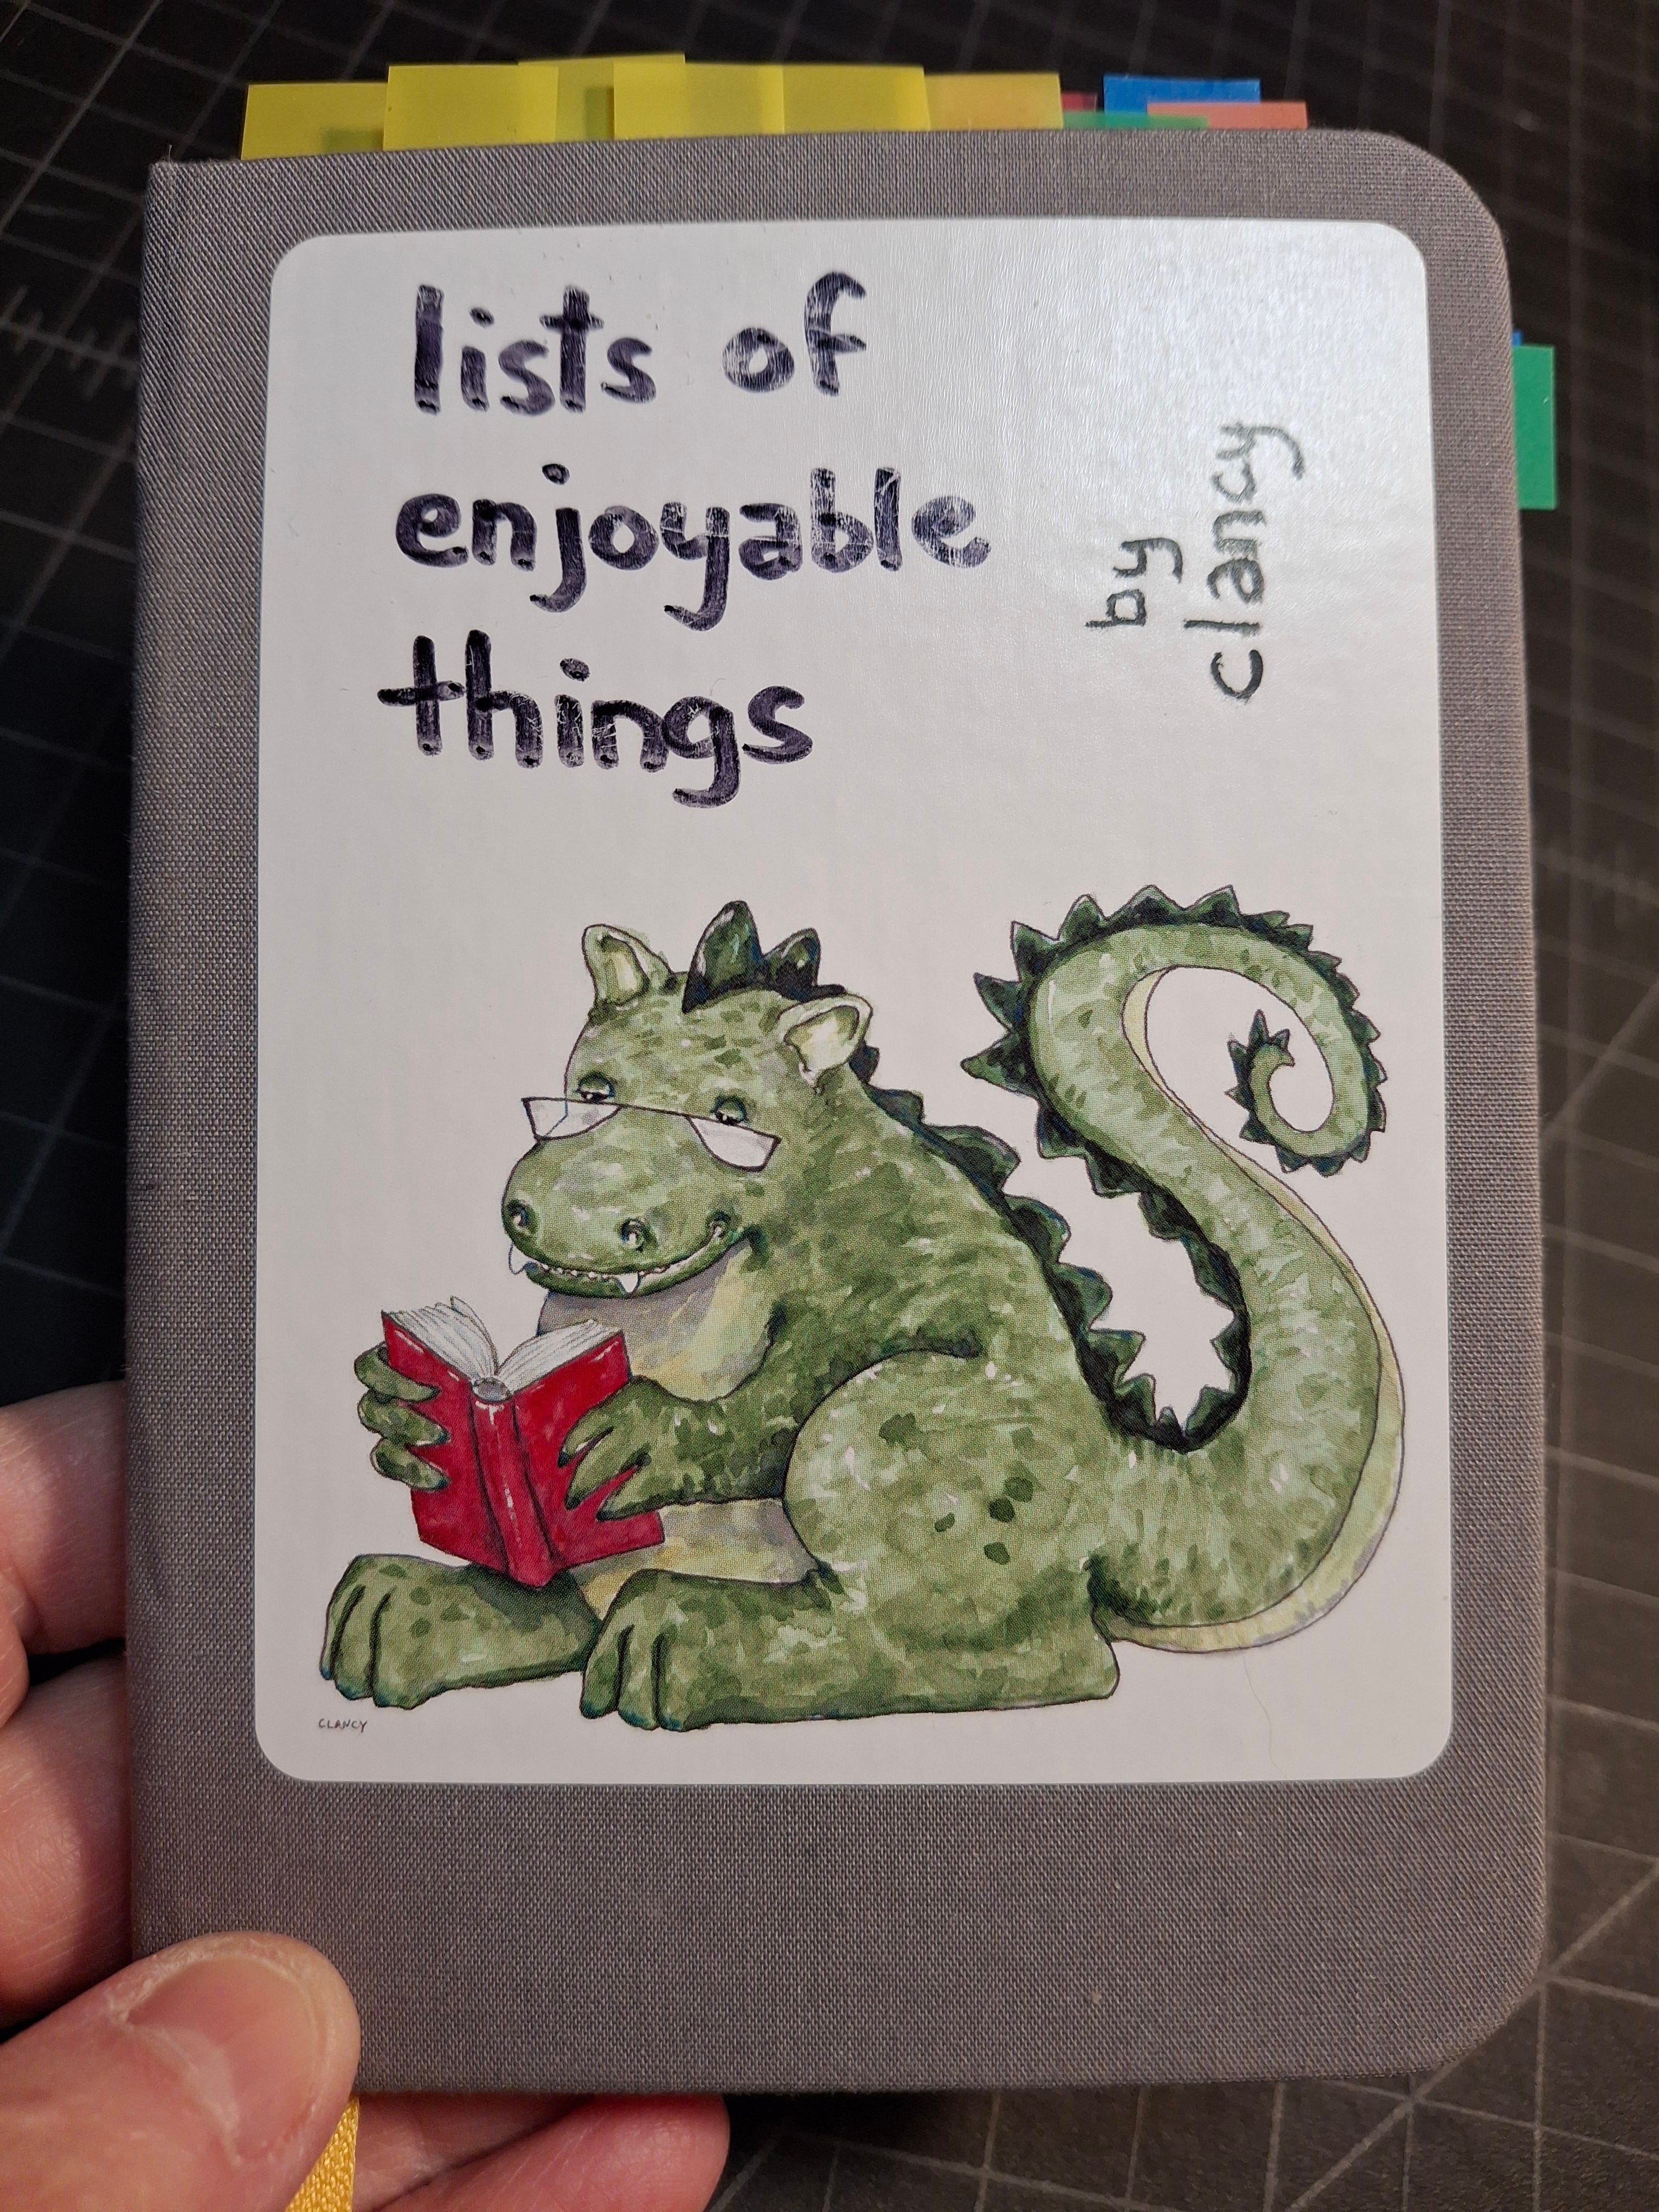 lists of
enjoyable
things
by
clancy
CLANCY